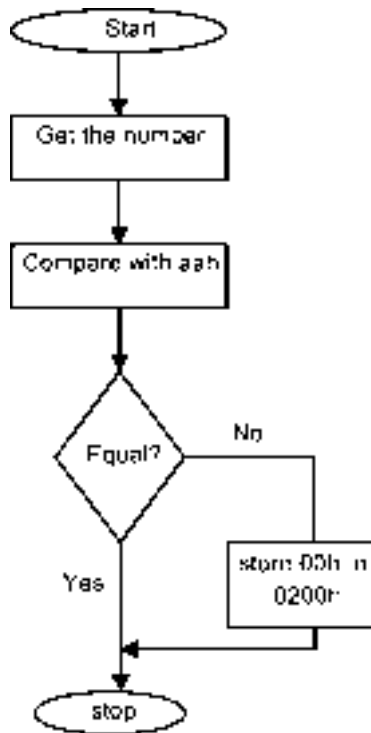 Start
Get the number
Compare with aah
Equal?
No
Yes
store 00h in
0200h
stop